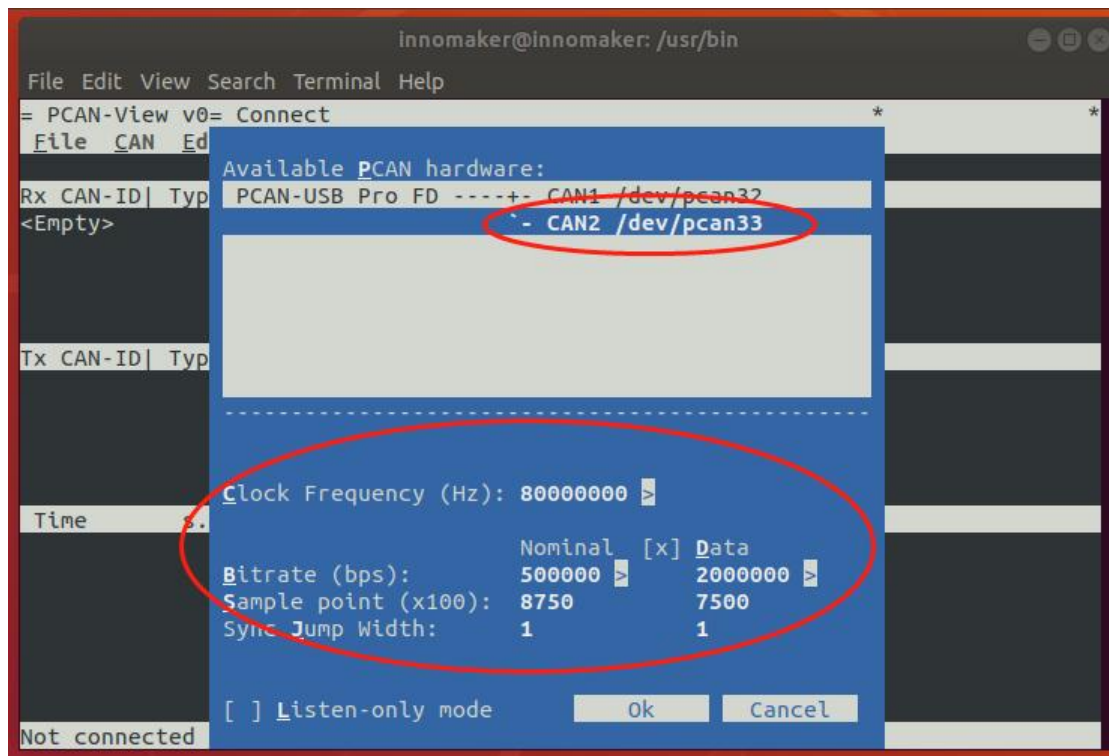 innomaker@innomaker: /usr/bin
File Edit View Search Terminal Help
= PCAN-View v0= Connect * *
File CAN Ed
Available PCAN hardware:
Rx CAN-ID| Typ PCAN-USB Pro FD ----+- CAN1 /dev/pcan32
<Empty> `- CAN2 /dev/pcan33
Tx CAN-ID| Typ
--------------------------------------------------
Clock Frequency (Hz): 80000000 >
Time s.
Nominal [x] Data
Bitrate (bps): 500000 > 2000000 >
Sample point (x100): 8750 7500
Sync Jump Width: 1 1
[ ] Listen-only mode Ok Cancel
Not connected